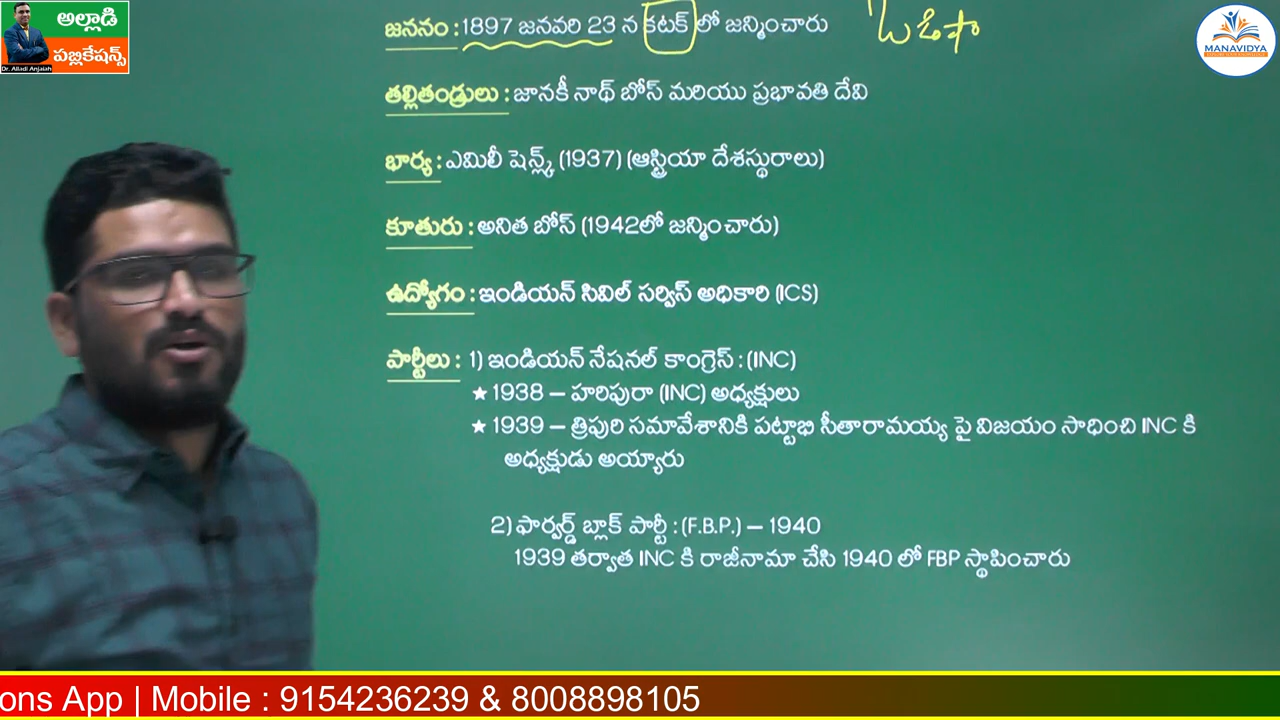 అల్లాడి
పబ్లికేషన్స్
Dr. Alladi Anjaiah
MANAVIDYA
జననం : 1897 జనవరి 23 న కటక్ లో జన్మించారు ఒడిషా
తల్లితండ్రులు : జానకీ నాథ్ బోస్ మరియు ప్రభావతి దేవి
భార్య : ఎమిలీ షెన్క్ల్ (1937) (ఆస్ట్రియా దేశస్థురాలు)
కూతురు : అనిత బోస్ (1942లో జన్మించారు)
ఉద్యోగం : ఇండియన్ సివిల్ సర్విస్ అధికారి (ICS)
పార్టీలు : 1) ఇండియన్ నేషనల్ కాంగ్రెస్ : (INC)
★ 1938 – హరిపురా (INC) అధ్యక్షులు
★ 1939 – త్రిపురి సమావేశానికి పట్టాభి సీతారామయ్య పై విజయం సాధించి INC కి
అధ్యక్షుడు అయ్యారు
2) ఫార్వర్డ్ బ్లాక్ పార్టీ : (F.B.P.) – 1940
1939 తర్వాత INC కి రాజీనామా చేసి 1940 లో FBP స్థాపించారు
ons App | Mobile : 9154236239 & 8008898105